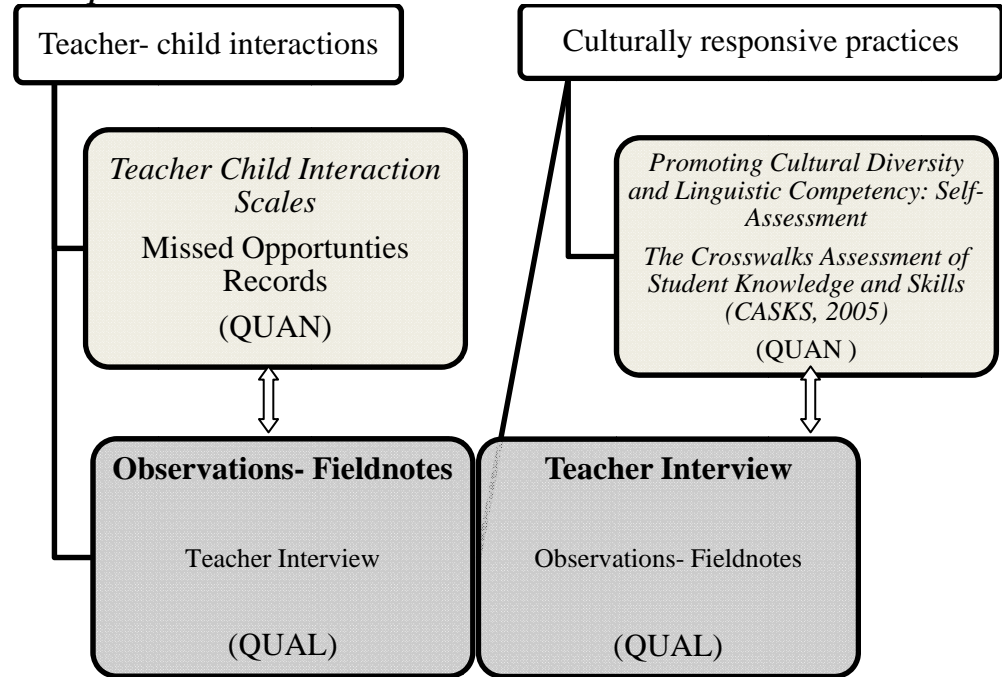 Teacher- child interactions
Culturally responsive practices
Teacher Child Interaction
Scales
Missed Opportunties
Records
(QUAN)
Promoting Cultural Diversity
and Linguistic Competency: Self-
Assessment
The Crosswalks Assessment of
Student Knowledge and Skills
(CASKS, 2005)
(QUAN )
Observations- Fieldnotes
Teacher Interview
(QUAL)
Teacher Interview
Observations- Fieldnotes
(QUAL)